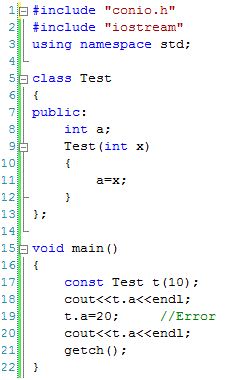 1 #include "conio.h"
2 #include "iostream"
3 using namespace std;
4
5 class Test
6 {
7 public:
8     int a;
9     Test(int x)
10     {
11         a=x;
12     }
13 };
14
15 void main()
16 {
17     const Test t(10);
18     cout<<t.a<<endl;
19     t.a=20;     //Error
20     cout<<t.a<<endl;
21     getch();
22 }